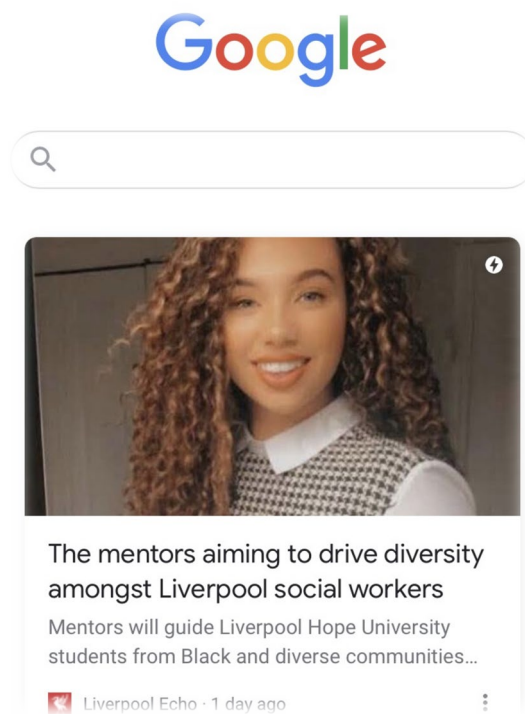 Google
The mentors aiming to drive diversity
amongst Liverpool social workers
Mentors will guide Liverpool Hope University
students from Black and diverse communities...
Liverpool Echo · 1 day ago